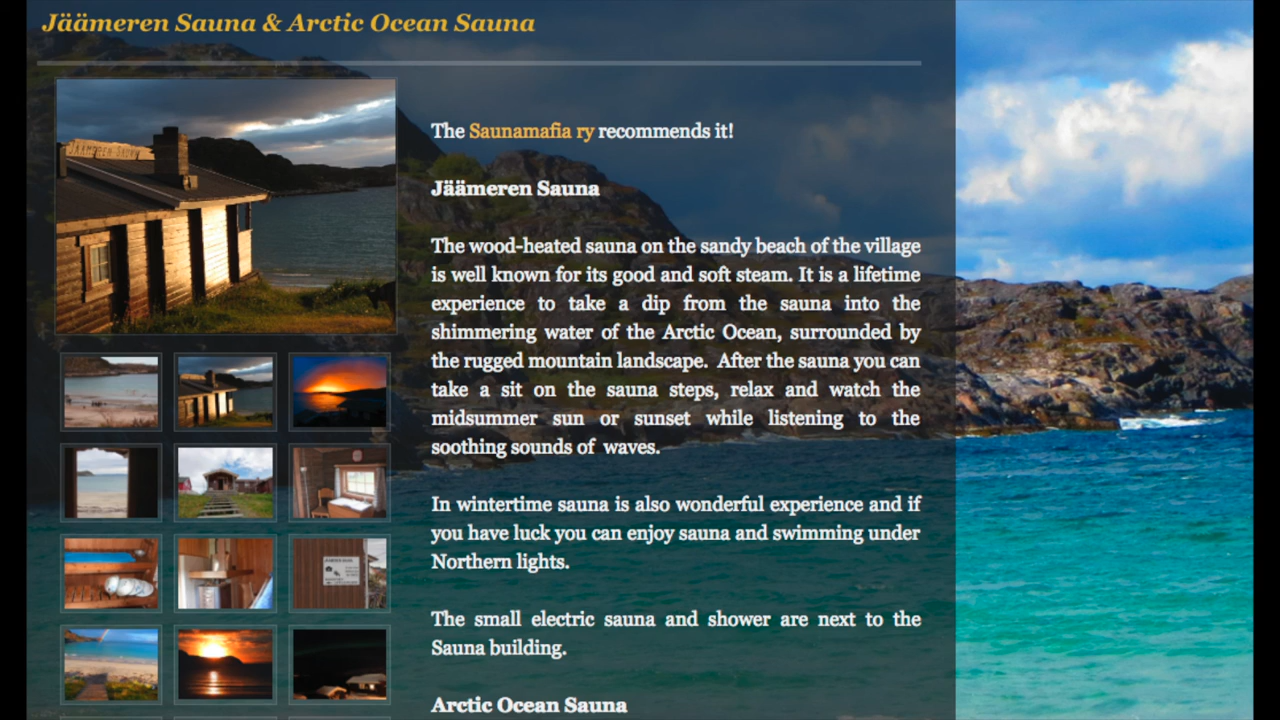 Jäämeren Sauna & Arctic Ocean Sauna
JÄÄMEREN SAUNA
The Saunamafia ry recommends it!
Jäämeren Sauna
The wood-heated sauna on the sandy beach of the village
is well known for its good and soft steam. It is a lifetime
experience to take a dip from the sauna into the
shimmering water of the Arctic Ocean, surrounded by
the rugged mountain landscape. After the sauna you can
take a sit on the sauna steps, relax and watch the
midsummer sun or sunset while listening to the
soothing sounds of waves.
In wintertime sauna is also wonderful experience and if
you have luck you can enjoy sauna and swimming under
Northern lights.
The small electric sauna and shower are next to the
Sauna building.
Arctic Ocean Sauna